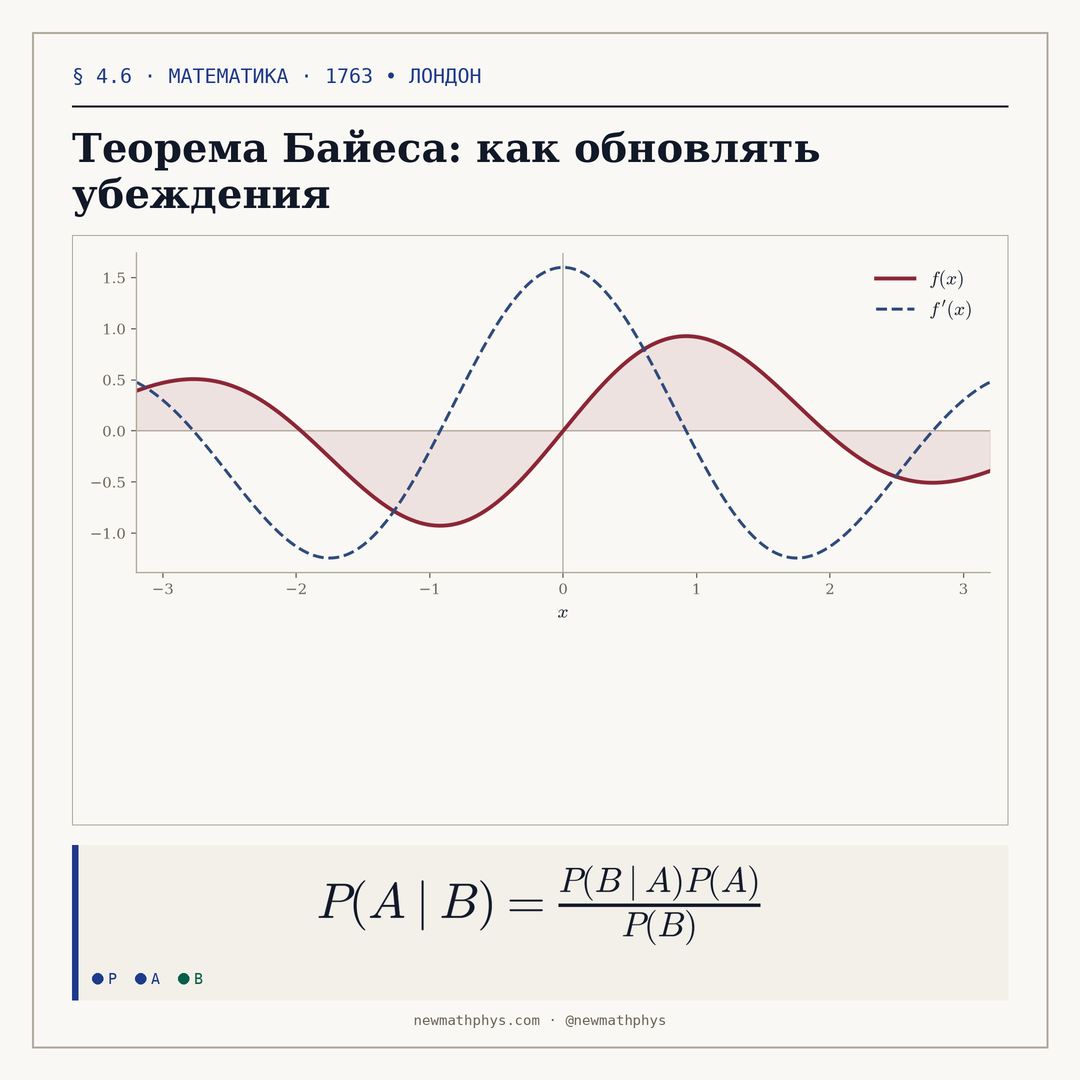 § 4.6 · МАТЕМАТИКА · 1763 • ЛОНДОН
Теорема Байеса: как обновлять
убеждения
1.5
1.0
0.5
0.0
−0.5
−1.0
f(x)
f′(x)
−3 −2 −1 0 1 2 3
x
P(A | B) = P(B | A)P(A) / P(B)
P A B
newmathphys.com · @newmathphys